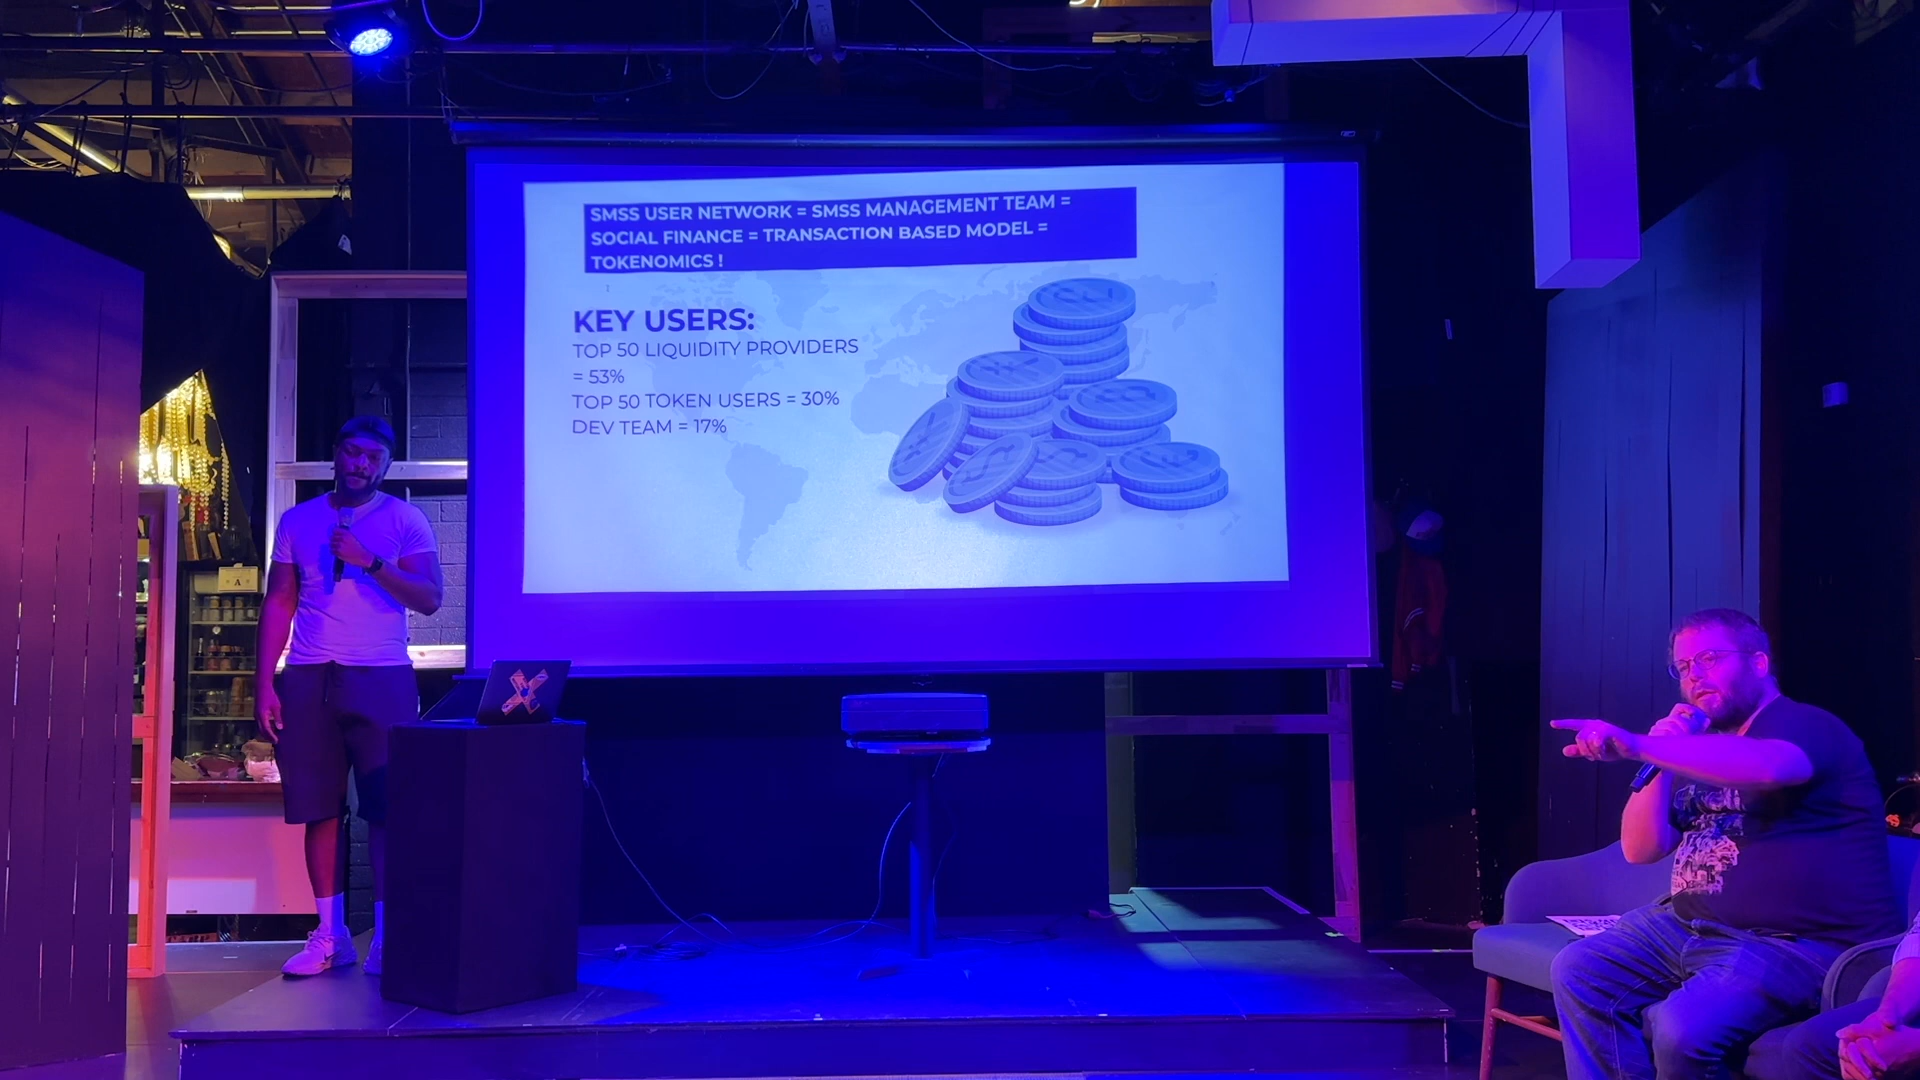 SMSS USER NETWORK = SMSS MANAGEMENT TEAM =
SOCIAL FINANCE = TRANSACTION BASED MODEL =
TOKENOMICS !
KEY USERS:
TOP 50 LIQUIDITY PROVIDERS
= 53%
TOP 50 TOKEN USERS = 30%
DEV TEAM = 17%
A